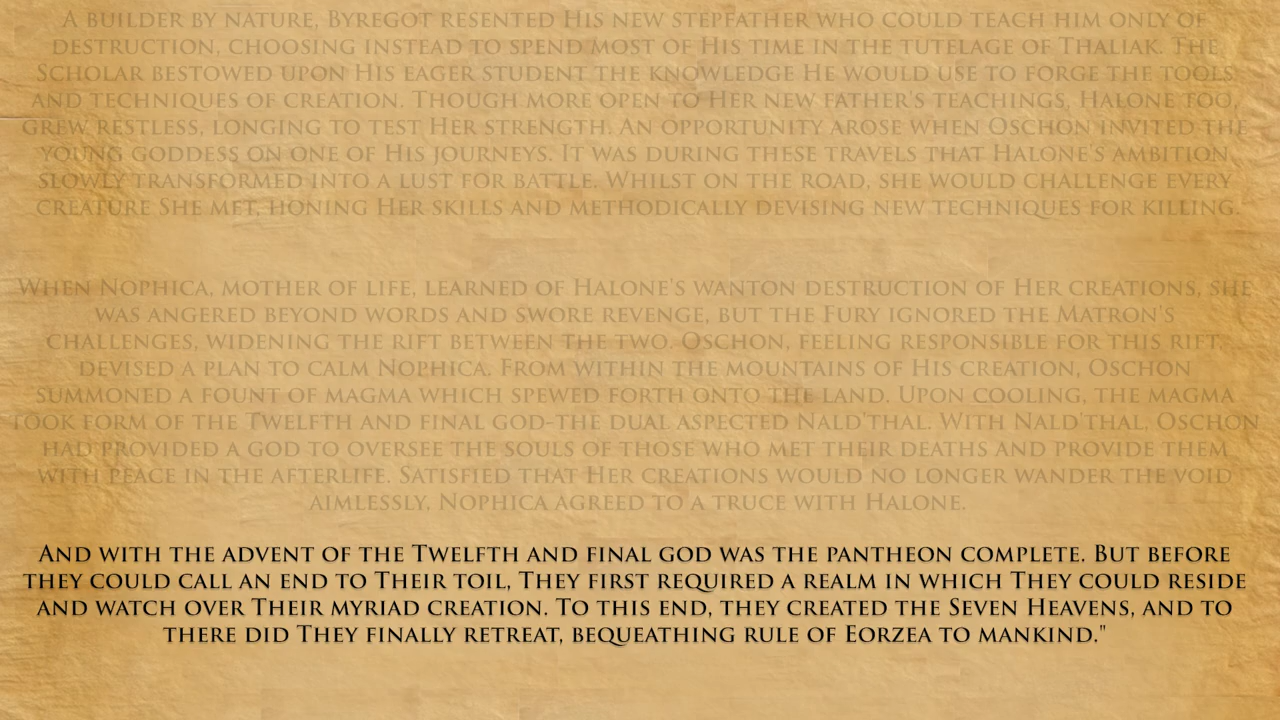 A builder by nature, Byregot resented His new stepfather who could teach him only of
destruction, choosing instead to spend most of His time in the tutelage of Thaliak. The
Scholar bestowed upon His eager student the knowledge He would use to forge the tools
and techniques of creation. Though more open to Her new father's teachings, Halone too,
grew restless, longing to test Her strength. An opportunity arose when Oschon invited the
young goddess on one of His journeys. It was during these travels that Halone's ambition
slowly transformed into a lust for battle. Whilst on the road, she would challenge every
creature She met, honing Her skills and methodically devising new techniques for killing.
When Nophica, mother of life, learned of Halone's wanton destruction of Her creations, she
was angered beyond words and swore revenge, but the Fury ignored the Matron's
challenges, widening the rift between the two. Oschon, feeling responsible for this rift,
devised a plan to calm Nophica. From within the mountains of His creation, Oschon
summoned a fount of magma which spewed forth onto the land. Upon cooling, the magma
took form of the Twelfth and final god-the dual aspected Nald'thal. With Nald'thal, Oschon
had provided a god to oversee the souls of those who met their deaths and provide them
with peace in the afterlife. Satisfied that Her creations would no longer wander the void
aimlessly, Nophica agreed to a truce with Halone.
And with the advent of the Twelfth and final god was the pantheon complete. But before
they could call an end to Their toil, They first required a realm in which They could reside
and watch over Their myriad creation. To this end, they created the Seven Heavens, and to
there did They finally retreat, bequeathing rule of Eorzea to mankind."